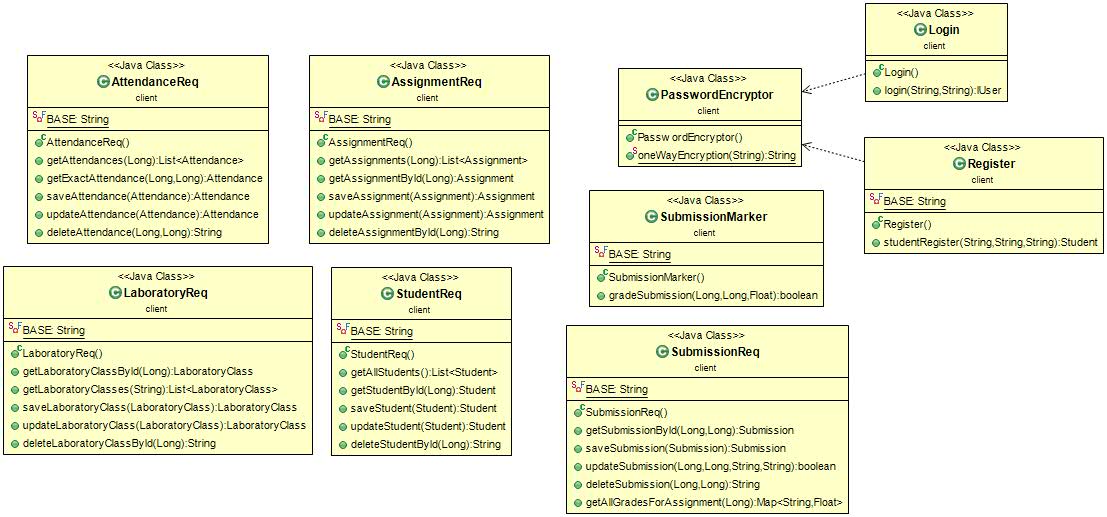 <<Java Class>>
AttendanceReq
client
BASE: String
AttendanceReq()
getAttendances(Long):List<Attendance>
getExactAttendance(Long,Long):Attendance
saveAttendance(Attendance):Attendance
updateAttendance(Attendance):Attendance
deleteAttendance(Long,Long):String
<<Java Class>>
AssignmentReq
client
BASE: String
AssignmentReq()
getAssignments(Long):List<Assignment>
getAssignmentById(Long):Assignment
saveAssignment(Assignment):Assignment
updateAssignment(Assignment):Assignment
deleteAssignmentById(Long):String
<<Java Class>>
PasswordEncryptor
client
PasswordEncryptor()
oneWayEncryption(String):String
<<Java Class>>
Login
client
Login()
login(String,String):IUser
<<Java Class>>
Register
client
BASE: String
Register()
studentRegister(String,String,String):Student
<<Java Class>>
SubmissionMarker
client
BASE: String
SubmissionMarker()
gradeSubmission(Long,Long,Float):boolean
<<Java Class>>
LaboratoryReq
client
BASE: String
LaboratoryReq()
getLaboratoryClassById(Long):LaboratoryClass
getLaboratoryClasses(String):List<LaboratoryClass>
saveLaboratoryClass(LaboratoryClass):LaboratoryClass
updateLaboratoryClass(LaboratoryClass):LaboratoryClass
deleteLaboratoryClassById(Long):String
<<Java Class>>
StudentReq
client
BASE: String
StudentReq()
getAllStudents():List<Student>
getStudentById(Long):Student
saveStudent(Student):Student
updateStudent(Student):Student
deleteStudentById(Long):String
<<Java Class>>
SubmissionReq
client
BASE: String
SubmissionReq()
getSubmissionById(Long,Long):Submission
saveSubmission(Submission):Submission
updateSubmission(Long,Long,String,String):boolean
deleteSubmission(Long,Long):String
getAllGradesForAssignment(Long):Map<String,Float>